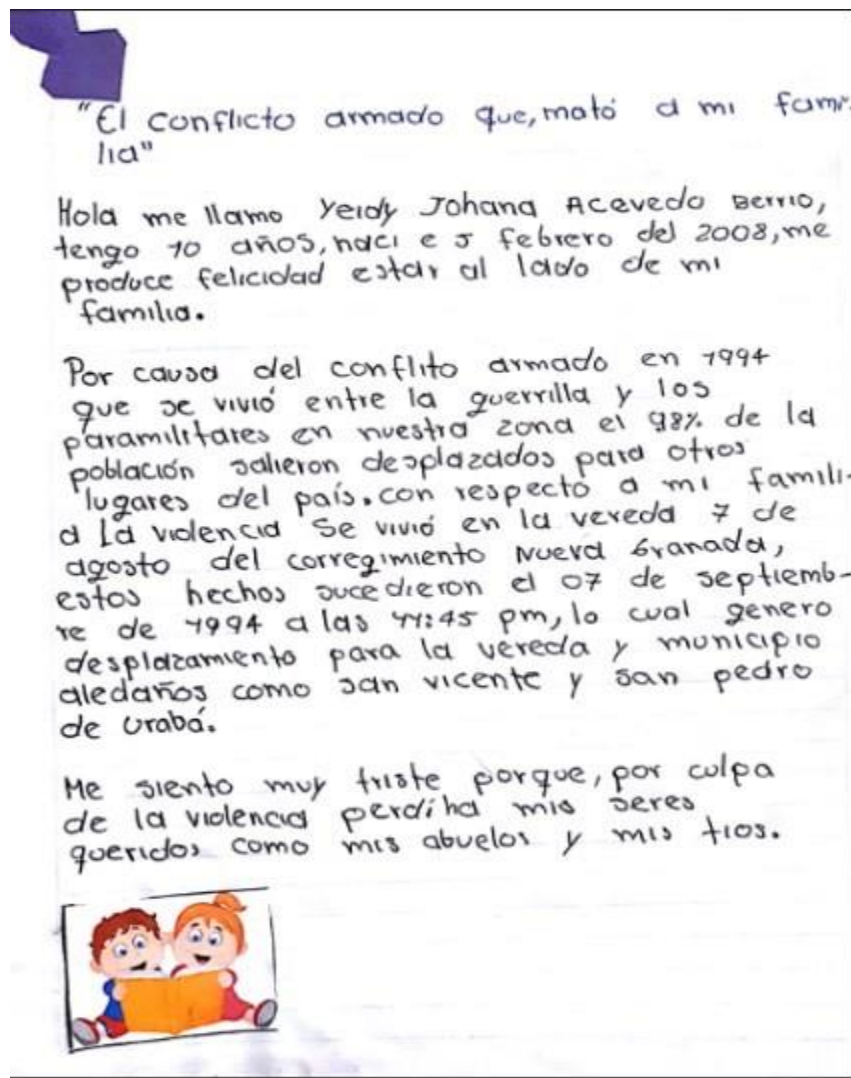 "El conflicto armado que, mató a mi fami-
lia"
Hola me llamo Yeidy Johana Acevedo Berrio,
tengo 10 años, naci e 5 febrero del 2008, me
produce felicidad estar al lado de mi
familia.
Por causa del conflito armado en 1994
que se vivió entre la guerrilla y los
paramilitares en nuestra zona el 98% de la
población salieron desplazados para otros
lugares del país. con respecto a mi famili-
a La violencia Se vivió en la vereda 7 de
agosto del corregimiento Nueva Granada,
estos hechos sucedieron el 07 de septiemb-
re de 1994 a las 11:45 pm, lo cual genero
desplazamiento para la vereda y municipio
aledaños como san vicente y san pedro
de Urabá.
Me siento muy triste porque, por culpa
de la violencia perdi ha mis seres
queridos como mis abuelos y mis tios.